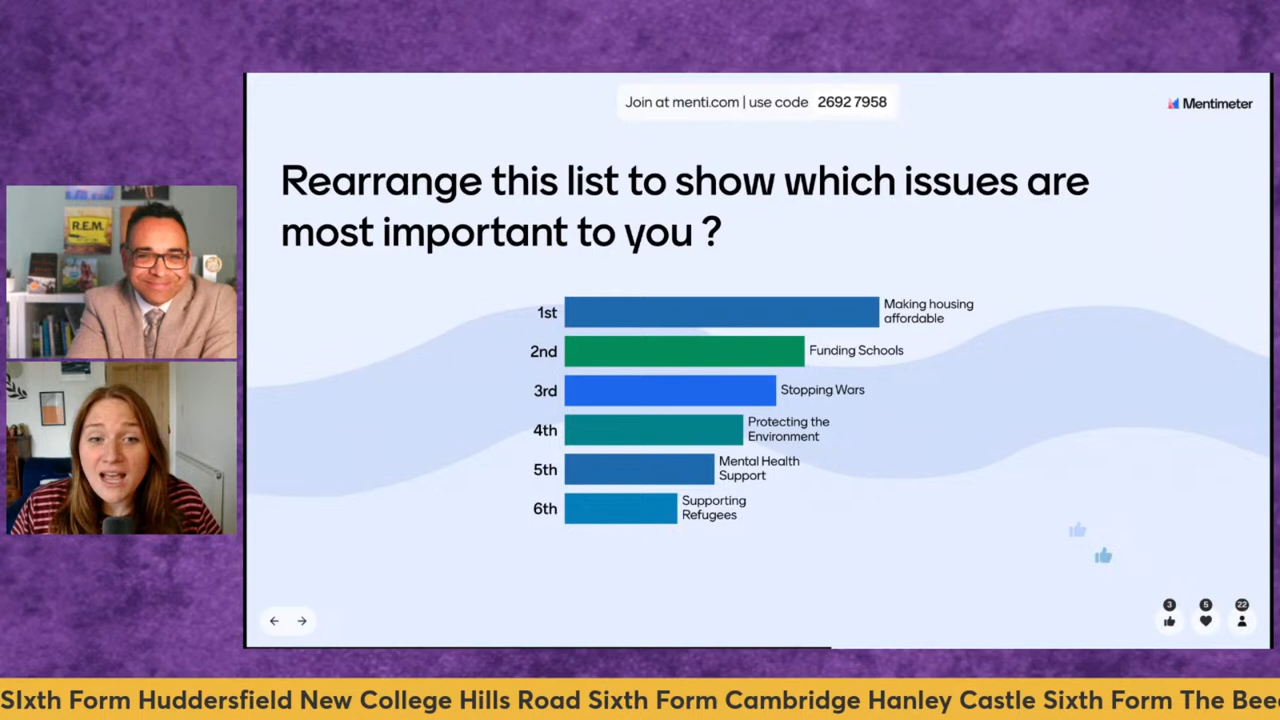 Join at menti.com | use code 2692 7958
Mentimeter
Rearrange this list to show which issues are
most important to you ?
1st
Making housing
affordable
2nd
Funding Schools
3rd
Stopping Wars
4th
Protecting the
Environment
5th
Mental Health
Support
6th
Supporting
Refugees
R.E.M.
3
5
22
SIxth Form Huddersfield New College Hills Road Sixth Form Cambridge Hanley Castle Sixth Form The Bee